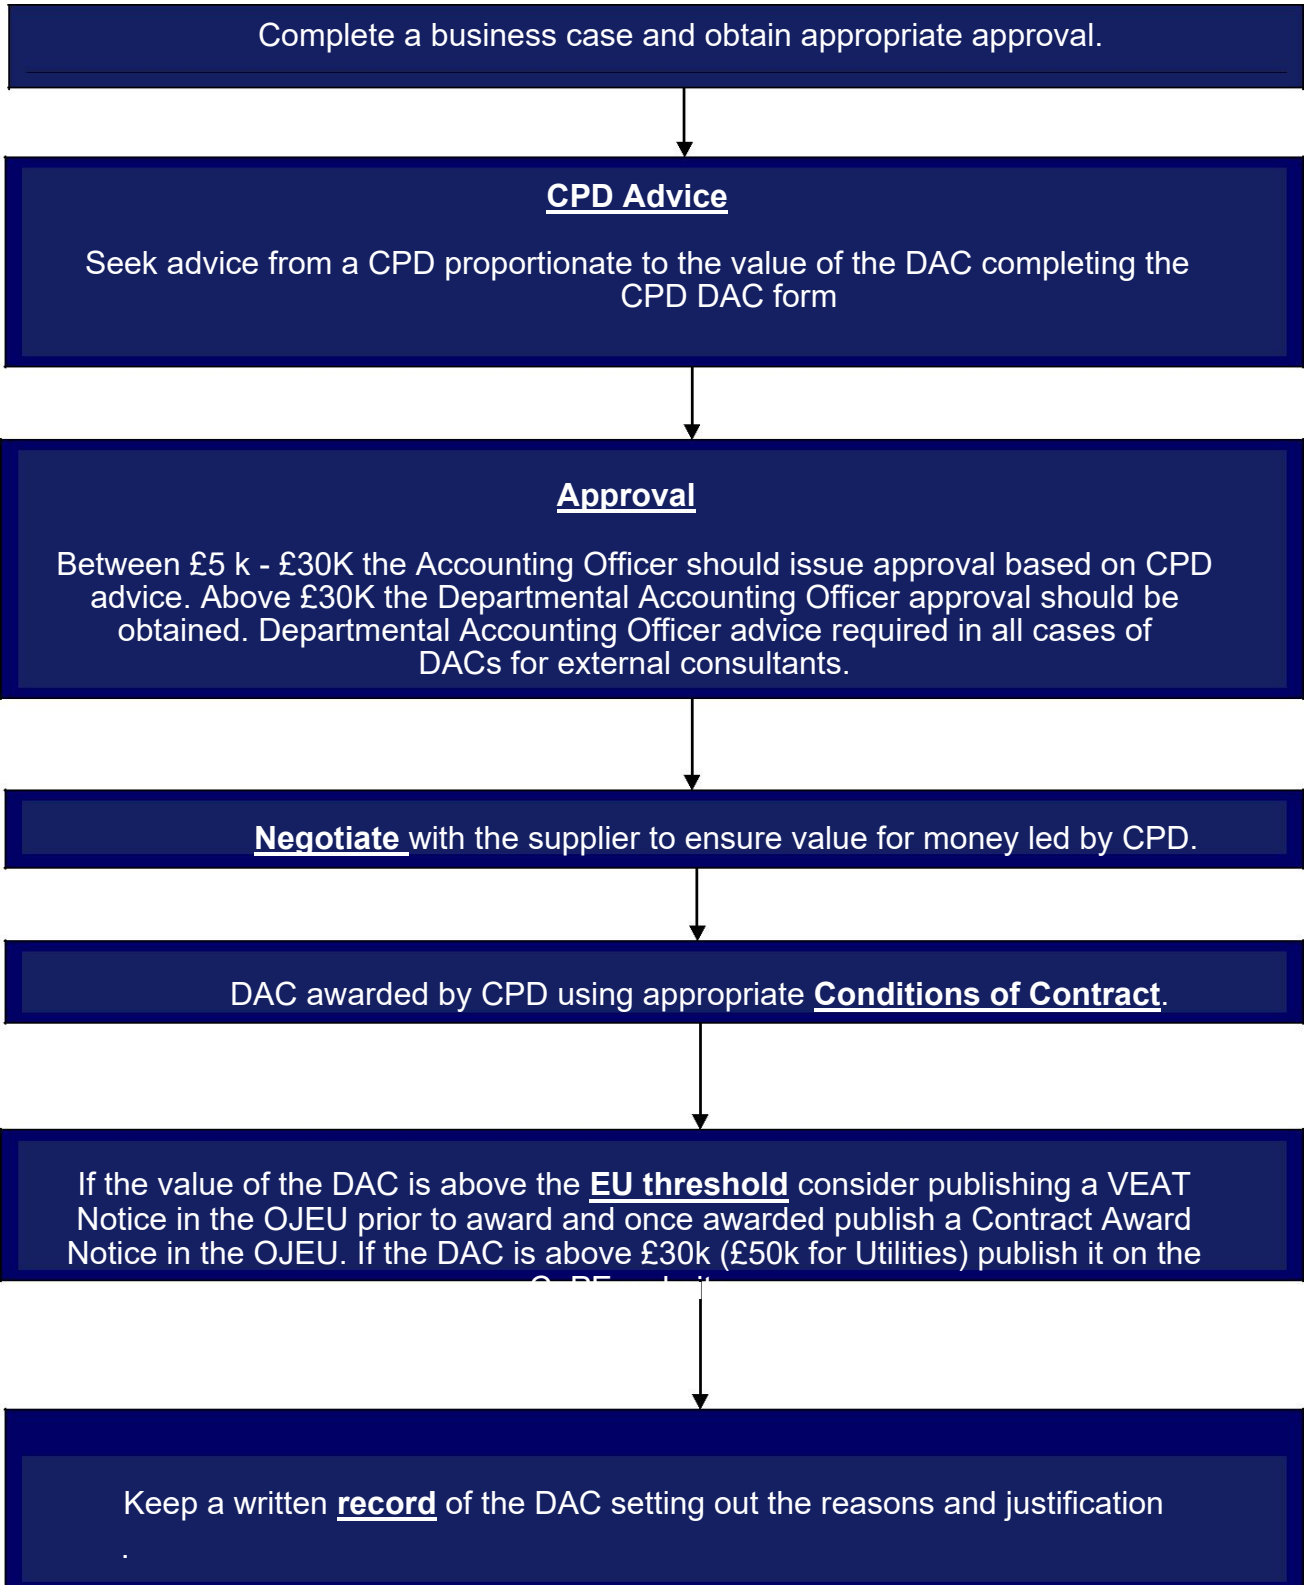 Complete a business case and obtain appropriate approval.
CPD Advice
Seek advice from a CPD proportionate to the value of the DAC completing the
CPD DAC form
Approval
Between £5 k - £30K the Accounting Officer should issue approval based on CPD
advice. Above £30K the Departmental Accounting Officer approval should be
obtained. Departmental Accounting Officer advice required in all cases of
DACs for external consultants.
Negotiate with the supplier to ensure value for money led by CPD.
DAC awarded by CPD using appropriate Conditions of Contract.
If the value of the DAC is above the EU threshold consider publishing a VEAT
Notice in the OJEU prior to award and once awarded publish a Contract Award
Notice in the OJEU. If the DAC is above £30k (£50k for Utilities) publish it on the
Keep a written record of the DAC setting out the reasons and justification
.